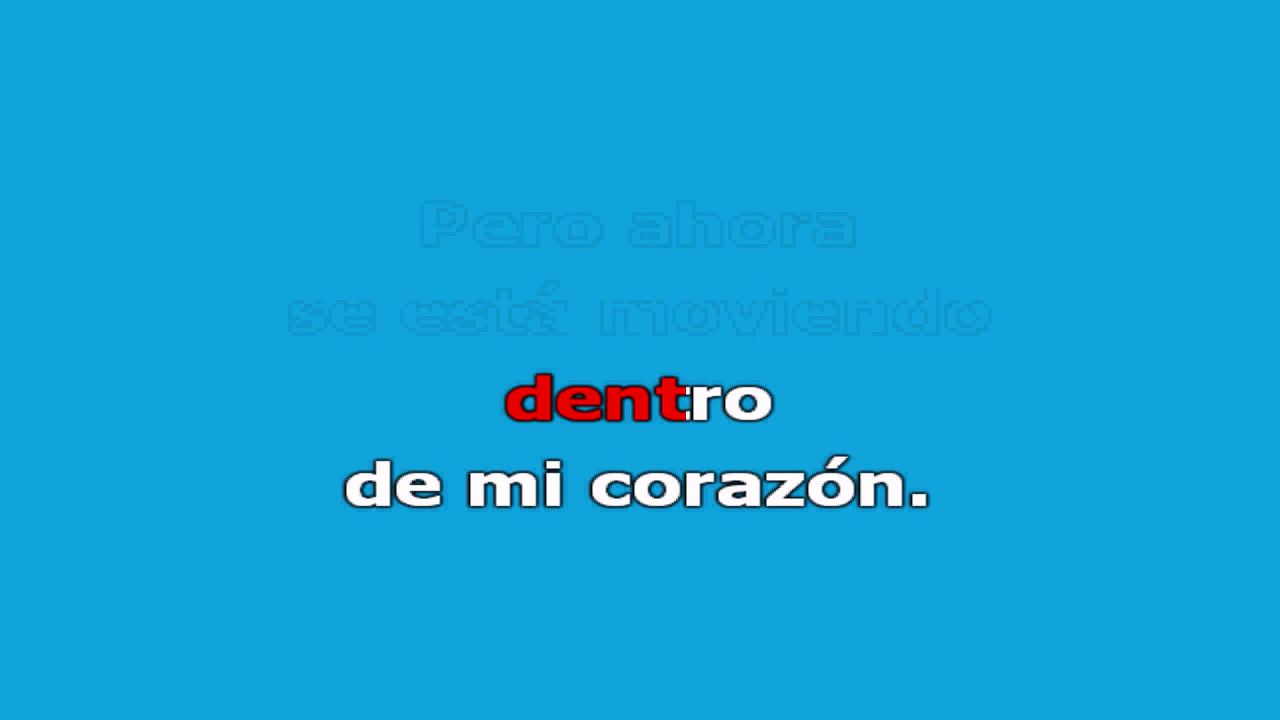 Pero ahora
se está moviendo
dentro
de mi corazón.